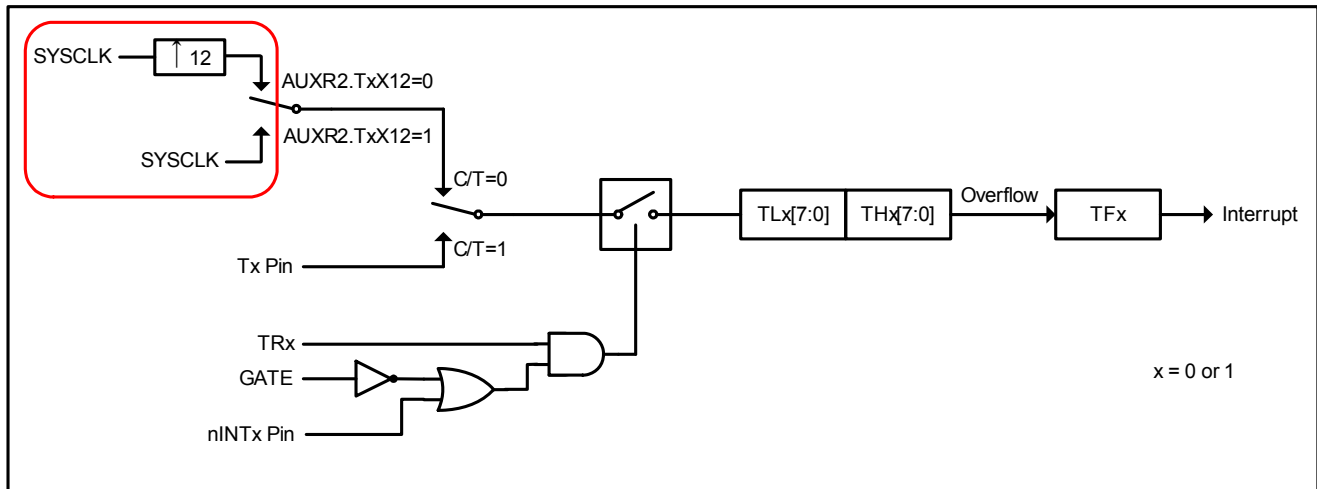 SYSCLK
↑ 12
AUXR2.TxX12=0
AUXR2.TxX12=1
SYSCLK
C/T=0
C/T=1
Tx Pin
TLx[7:0]
THx[7:0]
Overflow
TFx
Interrupt
TRx
GATE
nINTx Pin
x = 0 or 1